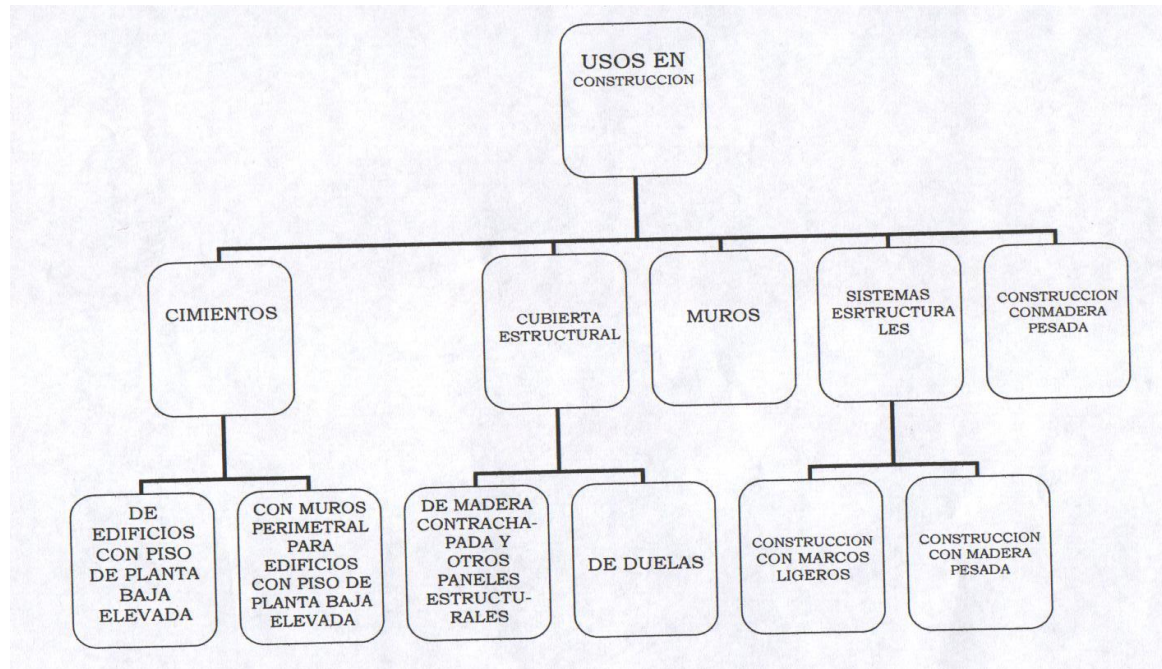 USOS EN
CONSTRUCCION
CIMIENTOS
CUBIERTA
ESTRUCTURAL
MUROS
SISTEMAS
ESRTRUCTURA
LES
CONSTRUCCION
CONMADERA
PESADA
DE
EDIFICIOS
CON PISO
DE PLANTA
BAJA
ELEVADA
CON MUROS
PERIMETRAL
PARA
EDIFICIOS
CON PISO DE
PLANTA BAJA
ELEVADA
DE MADERA
CONTRACHA-
PADA Y
OTROS
PANELES
ESTRUCTU-
RALES
DE DUELAS
CONSTRUCCION
CON MARCOS
LIGEROS
CONSTRUCCION
CON MADERA
PESADA